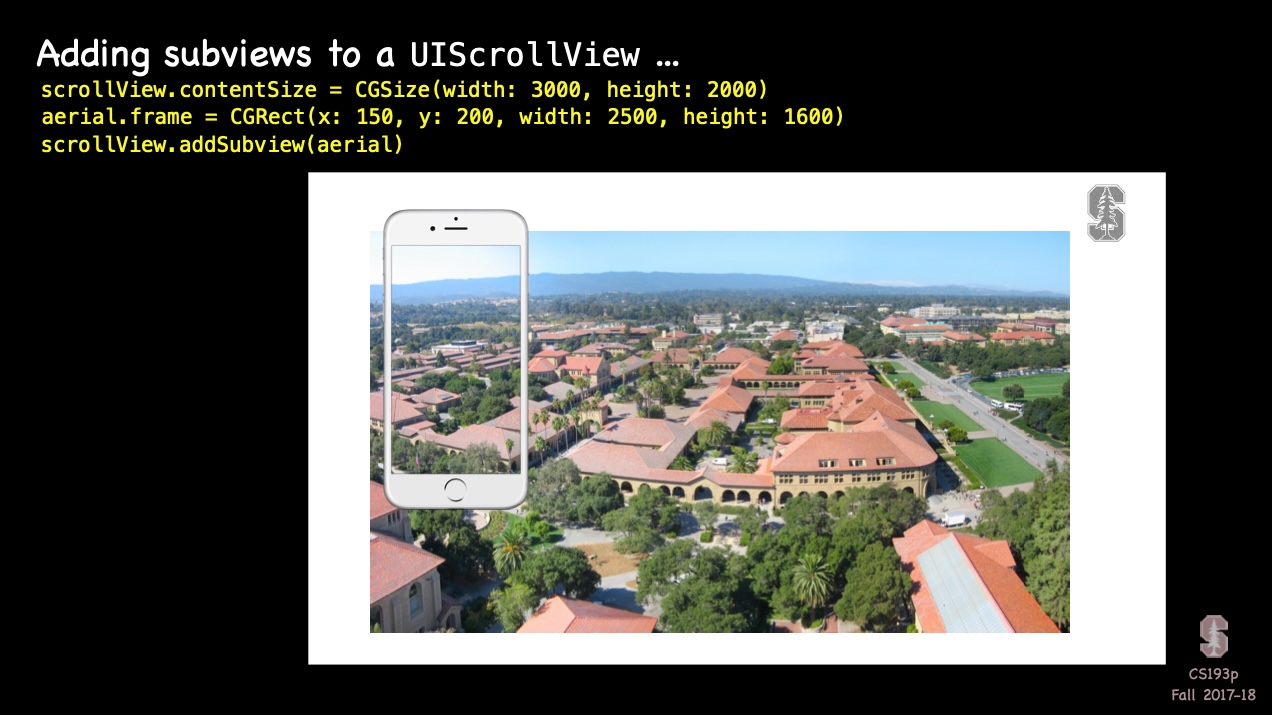 Adding subviews to a UIScrollView …
scrollView.contentSize = CGSize(width: 3000, height: 2000)
aerial.frame = CGRect(x: 150, y: 200, width: 2500, height: 1600)
scrollView.addSubview(aerial)
CS193p
Fall 2017-18